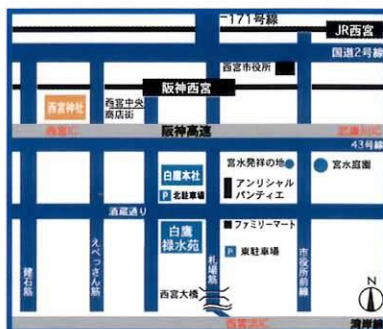 171号線
JR西宮
国道2号線
西宮市役所
阪神西宮
西宮神社
西宮中央
商店街
西宮IC
阪神高速
武庫川IC
43号線
白鷹本社
P 北駐車場
宮水発祥の地
宮水庭園
アンリシャル
パンティエ
酒蔵通り
白鷹
禄水苑
ファミリーマート
P 東駐車場
建石筋
えべっさん筋
札場筋
市役所前線
西宮大橋
N
西宮浜IC
湾岸線